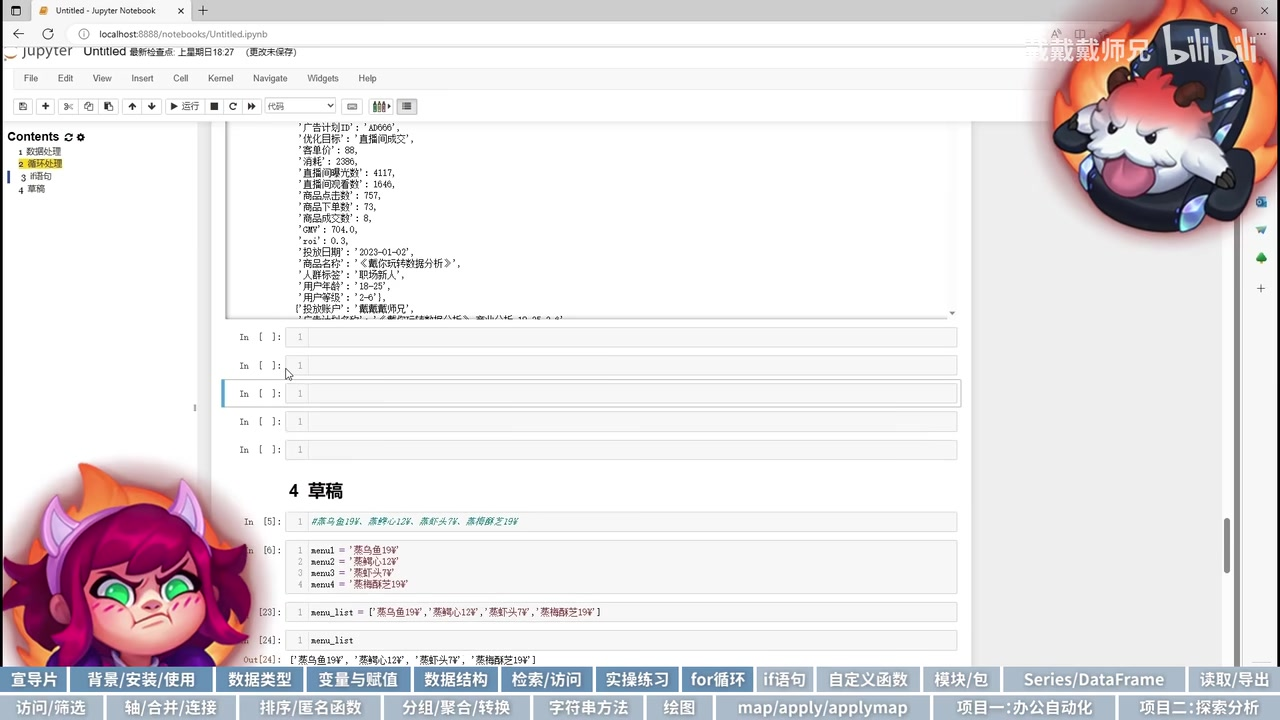 Untitled - Jupyter Notebook
localhost:8888/notebooks/Untitled.ipynb
戴戴戴师兄 bilibili
jupyter Untitled 最新检查点: 上星期日18:27 (更改未保存)
File Edit View Insert Cell Kernel Navigate Widgets Help
运行 代码
Contents
1 数据处理
2 循环处理
3 if语句
4 草稿
'广告计划ID': 'AD666',
'优化目标': '直播间成交',
'客单价': 88,
'消耗': 2386,
'直播间曝光数': 4117,
'直播间观看数': 1646,
'商品点击数': 757,
'商品下单数': 73,
'商品成交数': 8,
'GMV': 704.0,
'roi': 0.3,
'投放日期': '2023-01-02',
'商品名称': '《戴你玩转数据分析》',
'人群标签': '职场新人',
'用户年龄': '18-25',
'用户等级': '2-6'},
{'投放账户': '戴戴戴师兄',
In [ ]: 1
In [ ]: 1
In [ ]: 1
In [ ]: 1
In [ ]: 1
4 草稿
In [5]: 1 #蒸乌鱼19¥、蒸鳄心12¥、蒸虾头7¥、蒸梅酥芝19¥
In [6]: 1 menu1 = '蒸乌鱼19¥'
2 menu2 = '蒸鳄心12¥'
3 menu3 = '蒸虾头7¥'
4 menu4 = '蒸梅酥芝19¥'
[23]: 1 menu_list = ['蒸乌鱼19¥','蒸鳄心12¥','蒸虾头7¥','蒸梅酥芝19¥']
[24]: 1 menu_list
Out[24]: ['蒸乌鱼19¥', '蒸鳄心12¥', '蒸虾头7¥', '蒸梅酥芝19¥']
宣导片 背景/安装/使用 数据类型 变量与赋值 数据结构 检索/访问 实操练习 for循环 if语句 自定义函数 模块/包 Series/DataFrame 读取/导出
访问/筛选 轴/合并/连接 排序/匿名函数 分组/聚合/转换 字符串方法 绘图 map/apply/applymap 项目一:办公自动化 项目二:探索分析